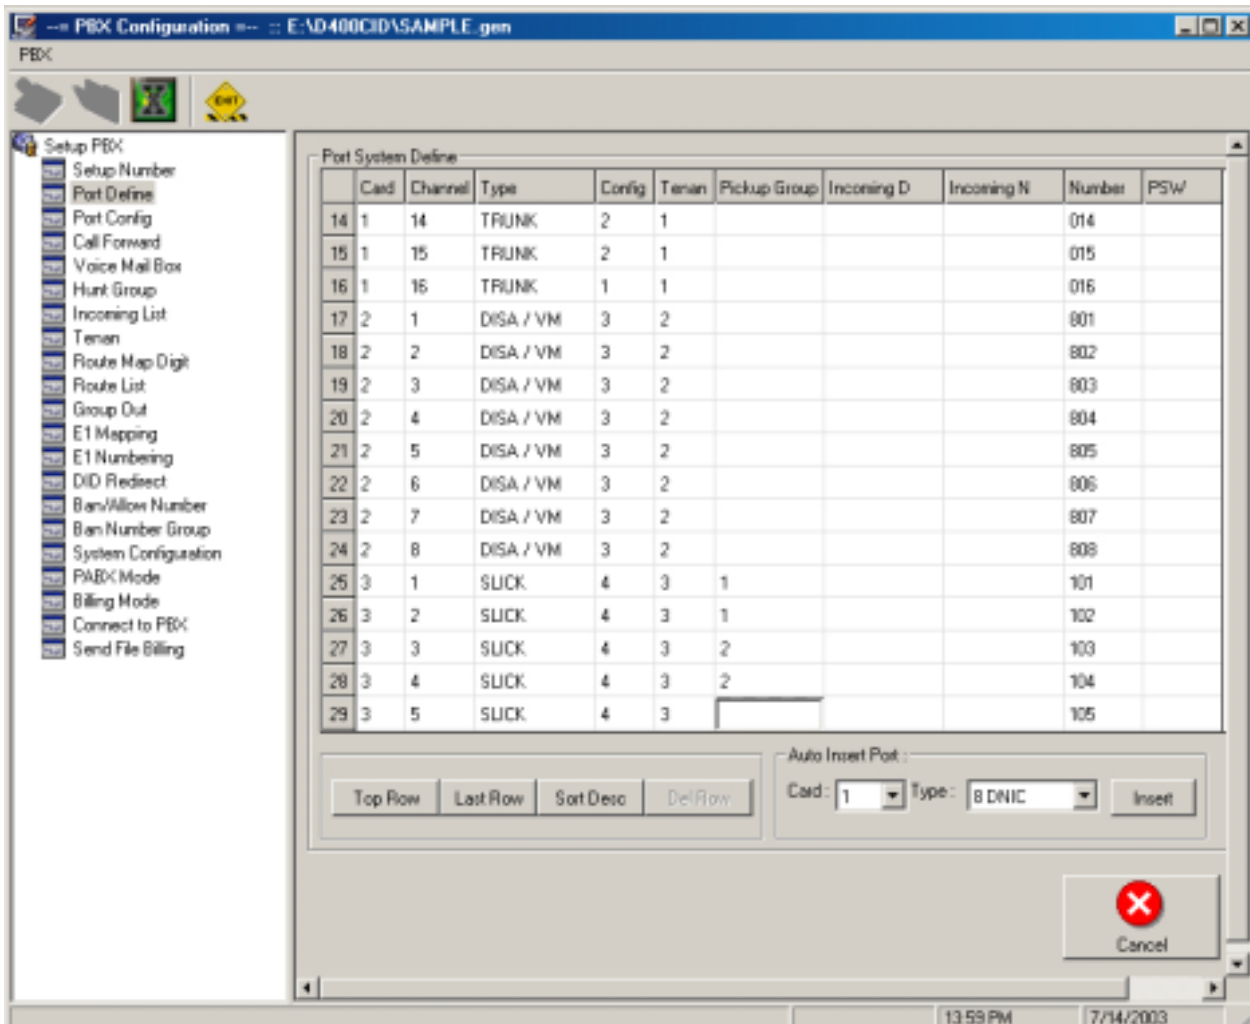 --= PBX Configuration =-- :: E:\D400CID\SAMPLE.gen
PBX
EXIT
Setup PBX
Setup Number
Port Define
Port Config
Call Forward
Voice Mail Box
Hunt Group
Incoming List
Tenan
Route Map Digit
Route List
Group Out
E1 Mapping
E1 Numbering
DID Redirect
Ban/Allow Number
Ban Number Group
System Configuration
PABX Mode
Billing Mode
Connect to PBX
Send File Billing
Port System Define
Card Channel Type Config Tenan Pickup Group Incoming D Incoming N Number PSW
14 1 14 TRUNK 2 1 014
15 1 15 TRUNK 2 1 015
16 1 16 TRUNK 1 1 016
17 2 1 DISA / VM 3 2 801
18 2 2 DISA / VM 3 2 802
19 2 3 DISA / VM 3 2 803
20 2 4 DISA / VM 3 2 804
21 2 5 DISA / VM 3 2 805
22 2 6 DISA / VM 3 2 806
23 2 7 DISA / VM 3 2 807
24 2 8 DISA / VM 3 2 808
25 3 1 SLICK 4 3 1 101
26 3 2 SLICK 4 3 1 102
27 3 3 SLICK 4 3 2 103
28 3 4 SLICK 4 3 2 104
29 3 5 SLICK 4 3 105
Top Row Last Row Sort Desc Del Row
Auto Insert Port :
Card : 1 Type : 8 DNIC Insert
Cancel
13:59 PM 7/14/2003